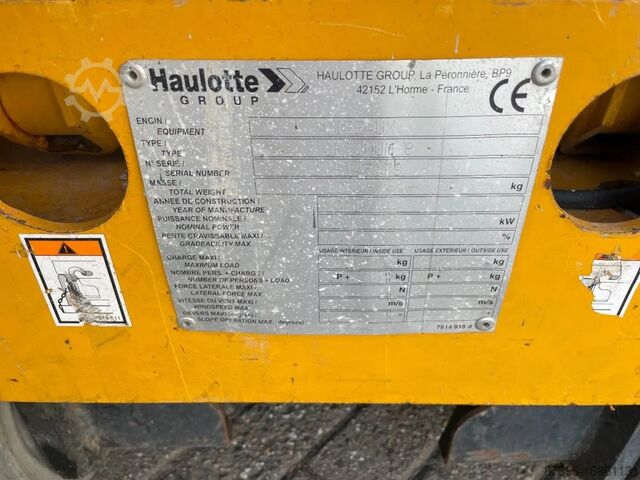 Haulotte
GROUP
HAULOTTE GROUP, La Péronnière, BP9
42152 L'Horme - France
CE
ENGIN /
EQUIPMENT
TYPE /
TYPE
N° SERIE /
SERIAL NUMBER
MASSE /
TOTAL WEIGHT kg
ANNEE DE CONSTRUCTION /
YEAR OF MANUFACTURE
PUISSANCE NOMINALE /
NOMINAL POWER kW
PENTE GRAVISSABLE MAXI /
GRADEABILITY MAX. %
USAGE INTERIEUR / INSIDE USE USAGE EXTERIEUR / OUTSIDE USE
CHARGE MAXI /
MAXIMUM LOAD kg kg
NOMBRE PERS. + CHARGE /
NUMBER OF PERSONS + LOAD P + kg P + kg
FORCE LATERALE MAXI /
LATERAL FORCE MAX. N N
VITESSE DU VENT MAXI /
WINDSPEED MAX. m/s m/s
DEVERS MAXI (degrés) /
SLOPE OPERATION MAX. (degrees)